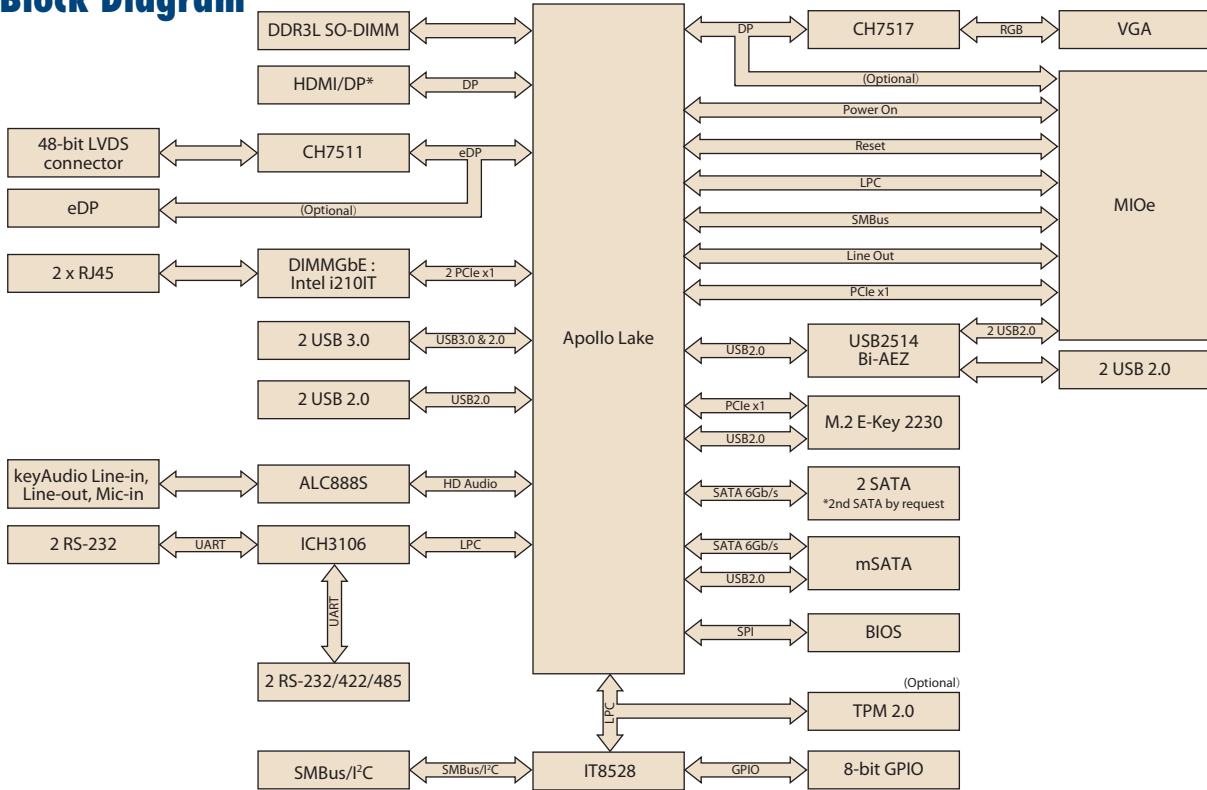 Block Diagram
DDR3L SO-DIMM
HDMI/DP*
DP
48-bit LVDS
connector
CH7511
eDP
eDP
(Optional)
2 x RJ45
DIMMGbE :
Intel i210IT
2 PCIe x1
2 USB 3.0
USB3.0 & 2.0
2 USB 2.0
USB2.0
keyAudio Line-in,
Line-out, Mic-in
ALC888S
HD Audio
2 RS-232
UART
ICH3106
LPC
UART
2 RS-232/422/485
Apollo Lake
DP
CH7517
RGB
VGA
(Optional)
Power On
Reset
LPC
SMBus
Line Out
PCIe x1
MIOe
USB2.0
USB2514
Bi-AEZ
2 USB2.0
2 USB 2.0
PCIe x1
USB2.0
M.2 E-Key 2230
SATA 6Gb/s
2 SATA
*2nd SATA by request
SATA 6Gb/s
USB2.0
mSATA
SPI
BIOS
LPC
(Optional)
TPM 2.0
SMBus/I²C
SMBus/I²C
IT8528
GPIO
8-bit GPIO